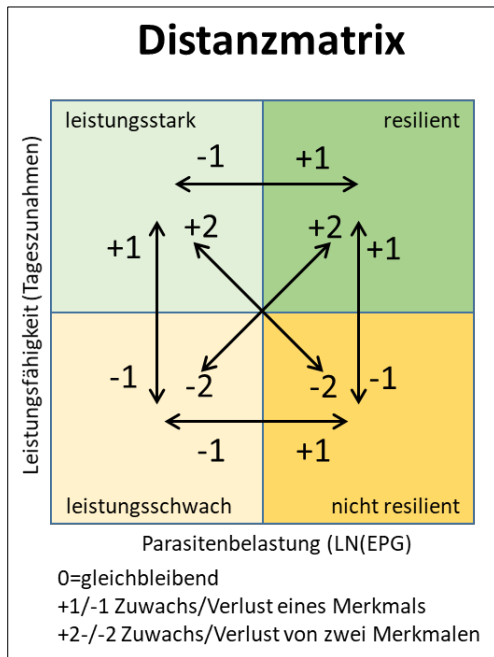 Distanzmatrix
leistungsstark resilient
-1 +1
+2 +2
+1 +1
-1 -2 -2 -1
-1 +1
leistungsschwach nicht resilient
Leistungsfähigkeit (Tageszunahmen)
Parasitenbelastung (LN(EPG)
0=gleichbleibend
+1/-1 Zuwachs/Verlust eines Merkmals
+2-/-2 Zuwachs/Verlust von zwei Merkmalen